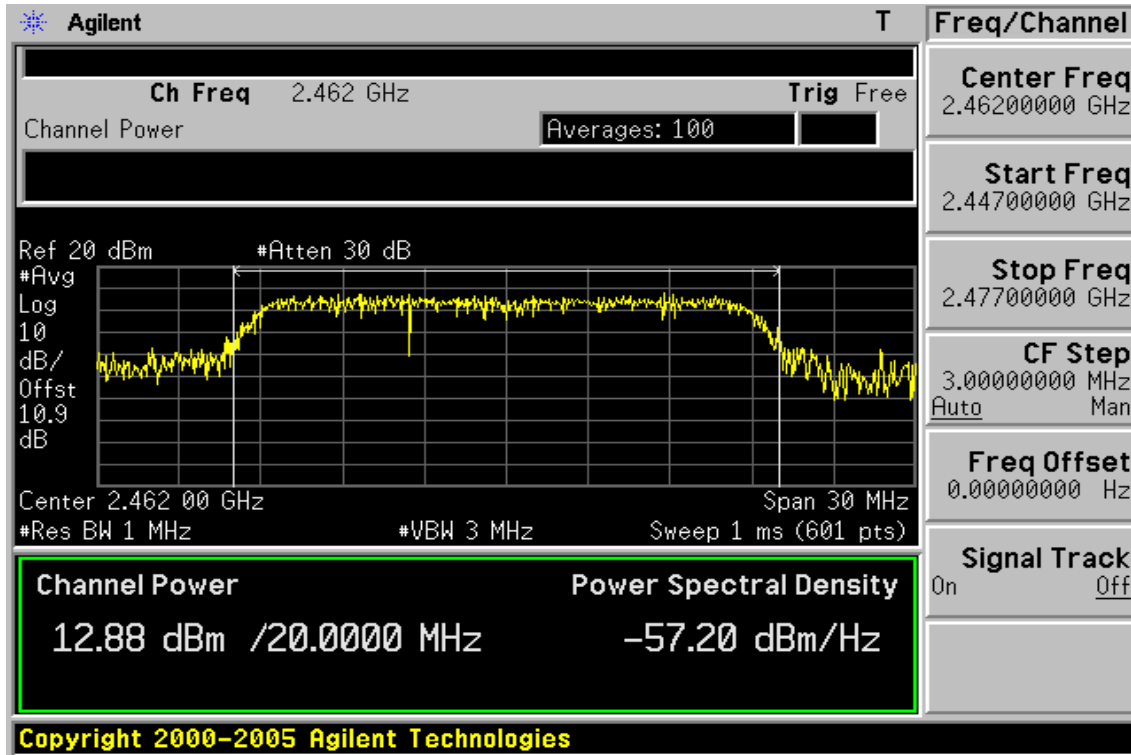 Agilent T
Ch Freq 2.462 GHz Trig Free
Channel Power Averages: 100
Ref 20 dBm #Atten 30 dB
#Avg
Log
10
dB/
Offst
10.9
dB
Center 2.462 00 GHz Span 30 MHz
#Res BW 1 MHz #VBW 3 MHz Sweep 1 ms (601 pts)
Channel Power Power Spectral Density
12.88 dBm /20.0000 MHz -57.20 dBm/Hz
Copyright 2000-2005 Agilent Technologies
Freq/Channel
Center Freq
2.46200000 GHz
Start Freq
2.44700000 GHz
Stop Freq
2.47700000 GHz
CF Step
3.00000000 MHz
Auto Man
Freq Offset
0.00000000 Hz
Signal Track
On Off